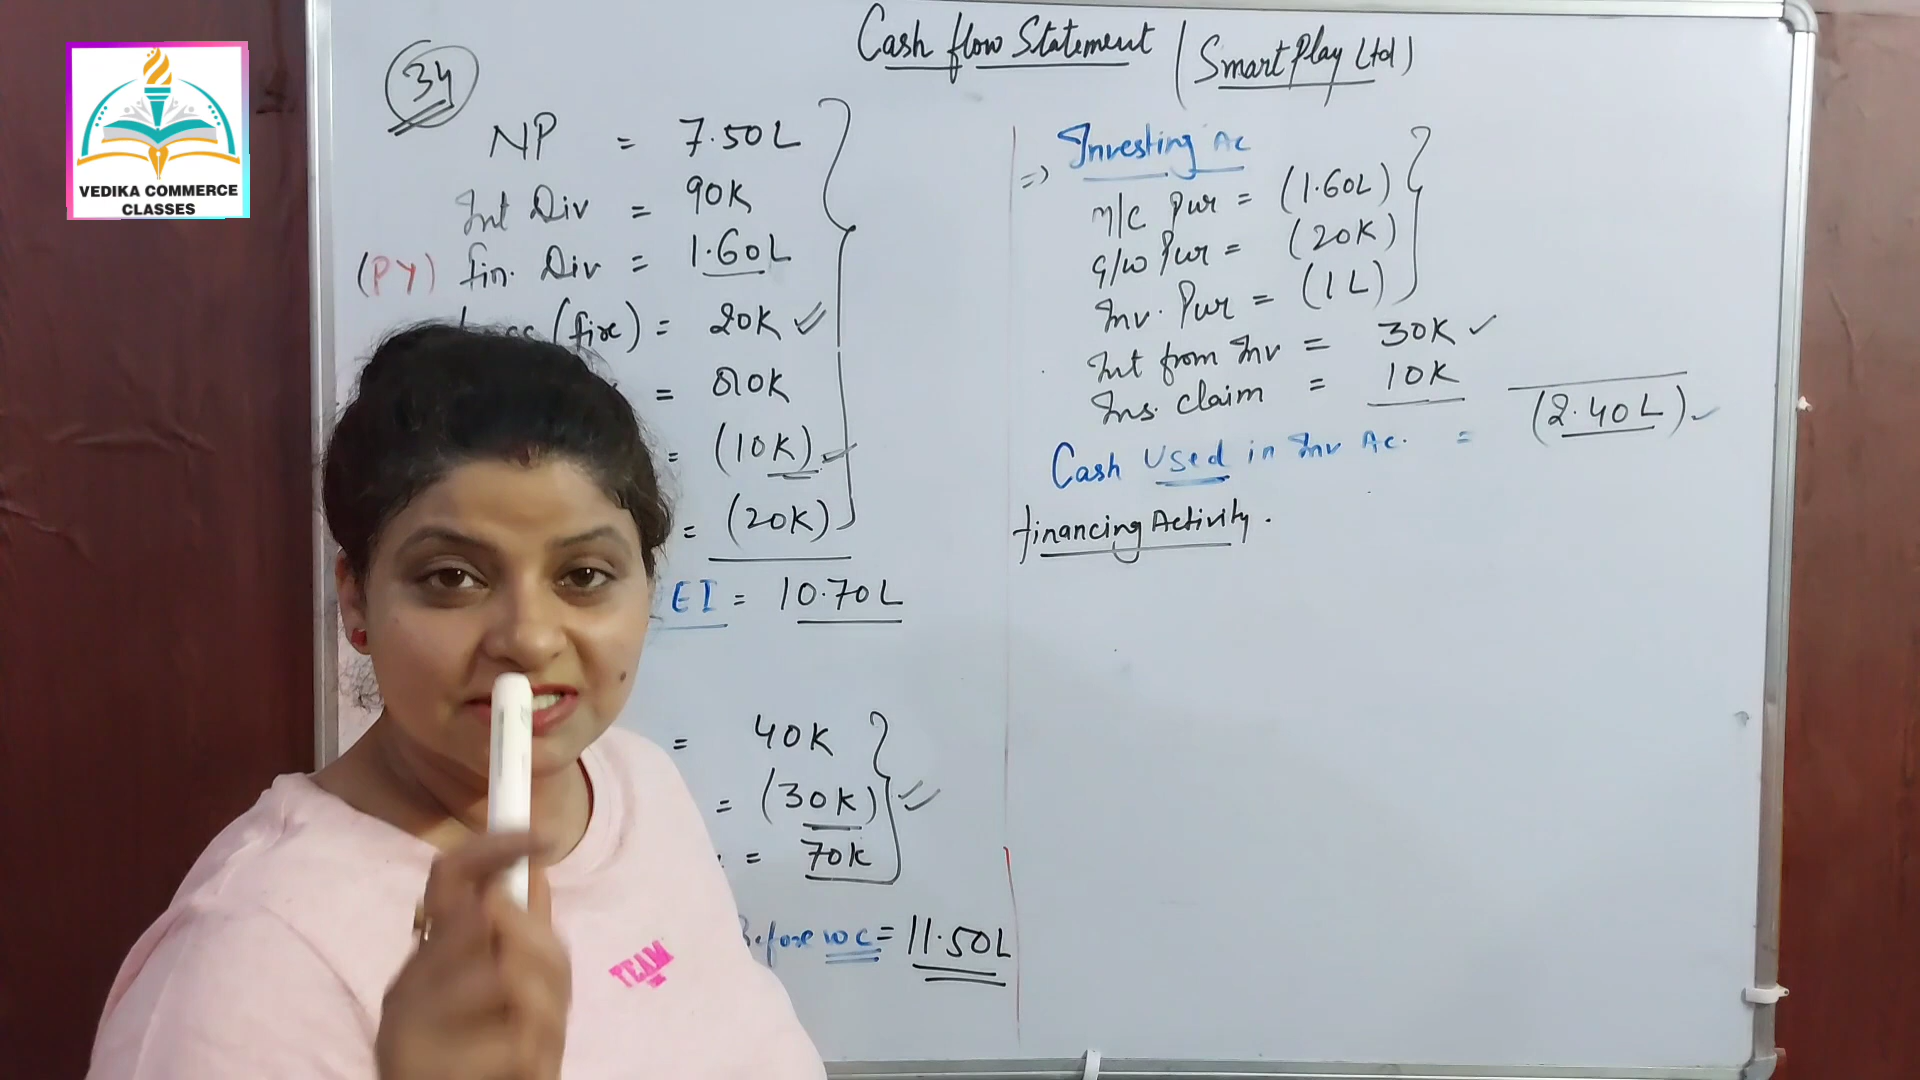 VEDIKA COMMERCE
CLASSES
34
Cash flow Statement (Smart Play Ltd)
NP = 7.50L
Int Div = 90K
(PY) fin. Div = 1.60L
(fire) = 20K
= 80K
= (10K)
= (20K)
EI = 10.70L
= 40K
= (30K)
= 70K
Before WC = 11.50L
=> Investing Ac
M/C Pur = (1.60L)
G/W Pur = (20K)
Inv. Pur = (1L)
Int from Inv = 30K
Ins. claim = 10K
(2.40L)
Cash Used in Inv Ac. =
financing Activity.
TEAM